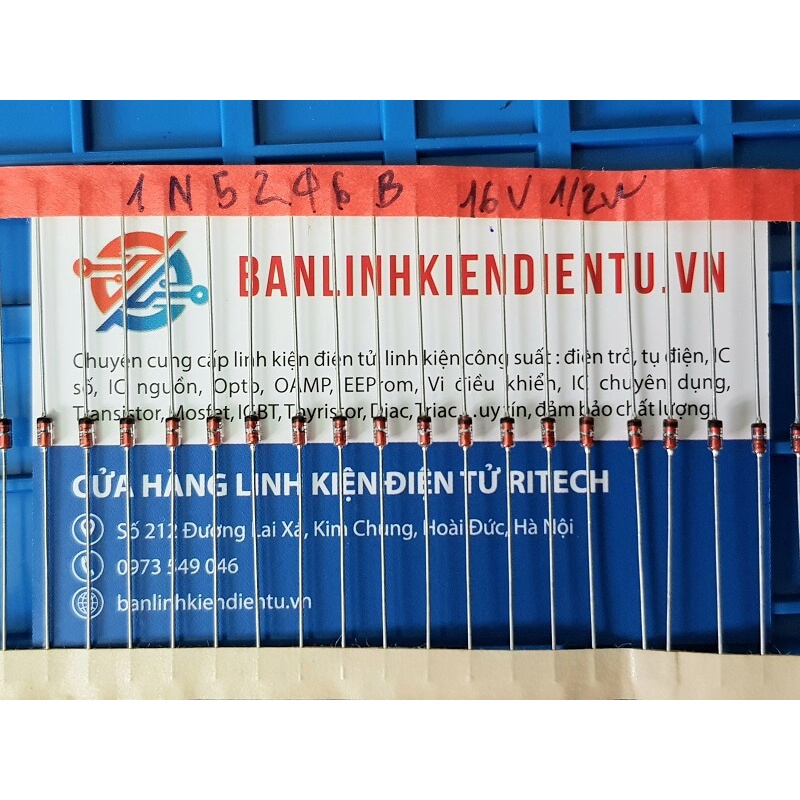 1N5246B 16V 1/2W
BANLINHKIENDIENTU.VN
Chuyên cung cấp linh kiện điện tử, linh kiện công suất : điện trở, tụ điện, IC
số, IC nguồn, Opto, OAMP, EEProm, Vi điều khiển, IC chuyên dụng,
Transistor, Mosfet, IGBT, Thyristor, Diac, Triac...uy tín, đảm bảo chất lượng.
CỬA HÀNG LINH KIỆN ĐIỆN TỬ RITECH
Số 212 Đường Lai Xá, Kim Chung, Hoài Đức, Hà Nội
0973 549 046
banlinhkiendientu.vn